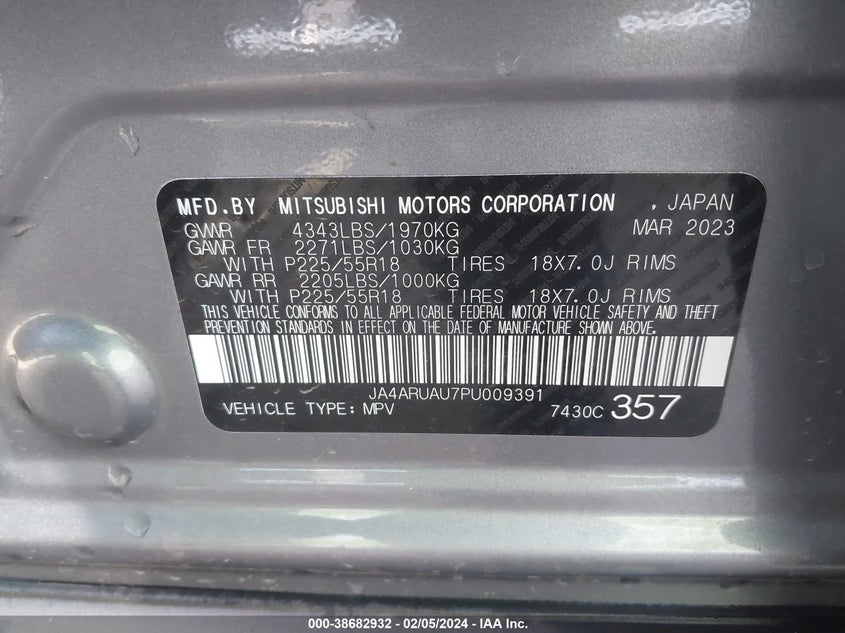 MFD.BY MITSUBISHI MOTORS CORPORATION , JAPAN
GVWR 4343LBS/1970KG MAR 2023
GAWR FR 2271LBS/1030KG
WITH P225/55R18 TIRES 18X7.0J RIMS
GAWR RR 2205LBS/1000KG
WITH P225/55R18 TIRES 18X7.0J RIMS
THIS VEHICLE CONFORMS TO ALL APPLICABLE FEDERAL MOTOR VEHICLE SAFETY AND THEFT
PREVENTION STANDARDS IN EFFECT ON THE DATE OF MANUFACTURE SHOWN ABOVE.
JA4ARUAU7PU009391
VEHICLE TYPE: MPV 7430C 357
000-38682932 - 02/05/2024 - IAA Inc.